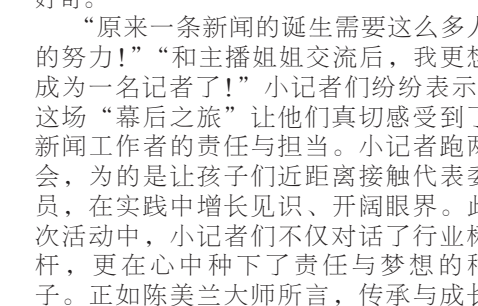 好奇。
“原来一条新闻的诞生需要这么多
的努力！”“和主播姐姐交流后，我更想
成为一名记者了！”小记者们纷纷表示
这场“幕后之旅”让他们真切感受到了
新闻工作者的责任与担当。小记者跑两
会，为的是让孩子们近距离接触代表委
员，在实践中增长见识、开阔眼界。此
次活动中，小记者们不仅对话了行业标
杆，更在心中种下了责任与梦想的种
子。正如陈美兰大师所言，传承与成长